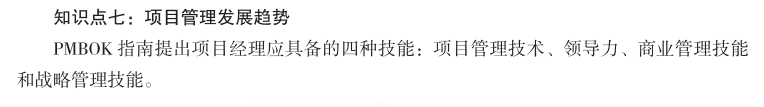 知识点七：项目管理发展趋势
PMBOK 指南提出项目经理应具备的四种技能：项目管理技术、领导力、商业管理技能
和战略管理技能。